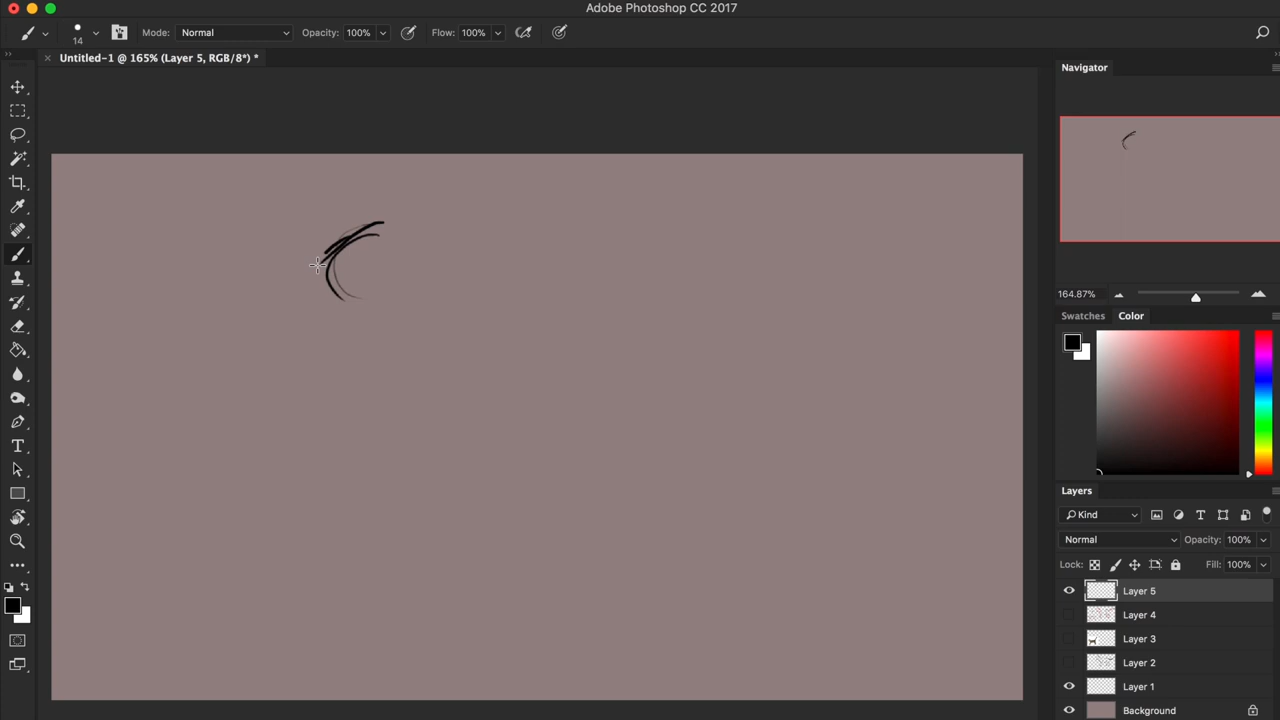 Adobe Photoshop CC 2017
14 Mode: Normal Opacity: 100% Flow: 100%
Untitled-1 @ 165% (Layer 5, RGB/8*) *
Navigator
164.87%
Swatches Color
Layers
Kind
Normal Opacity: 100%
Lock: Fill: 100%
Layer 5
Layer 4
Layer 3
Layer 2
Layer 1
Background